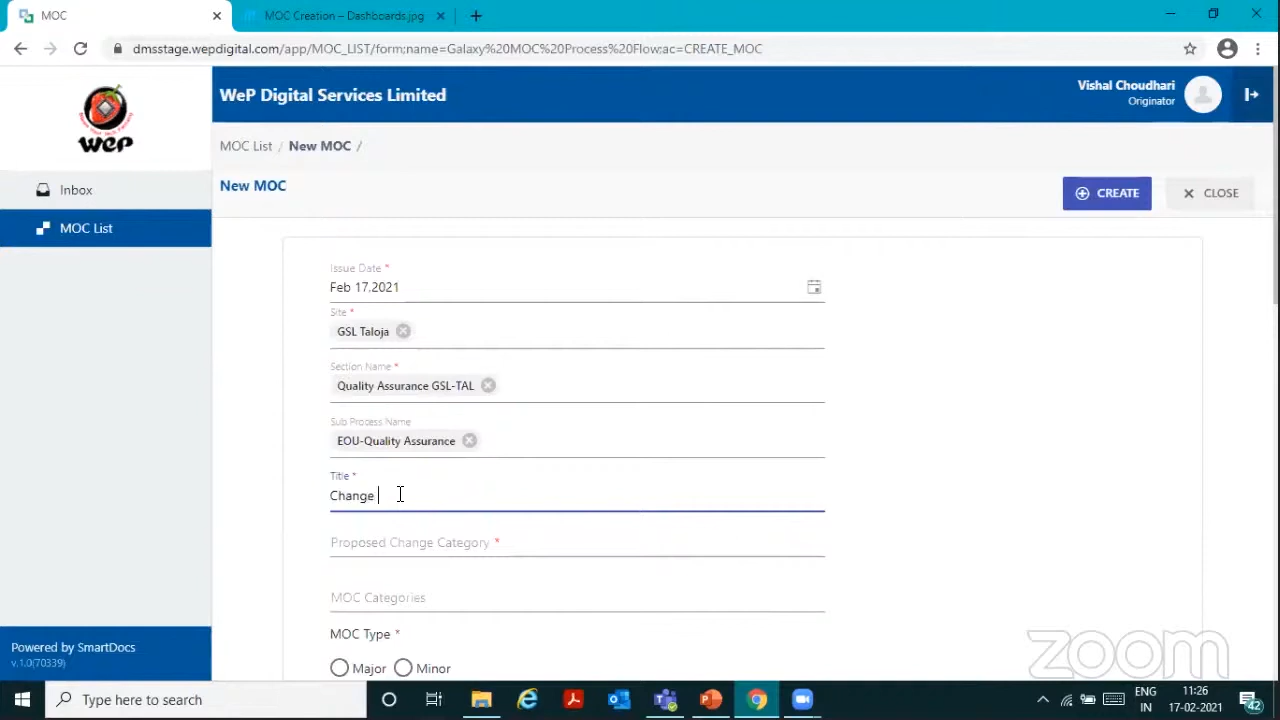 MOC
MOC Creation – Dashboards.jpg
dmsstage.wepdigital.com/app/MOC_LIST/form;name=Galaxy%20MOC%20Process%20Flow;ac=CREATE_MOC
WeP
WeP Digital Services Limited
Vishal Choudhari
Originator
MOC List / New MOC /
Inbox
MOC List
New MOC
CREATE
CLOSE
Issue Date *
Feb 17.2021
Site *
GSL Taloja
Section Name *
Quality Assurance GSL-TAL
Sub Process Name
EOU-Quality Assurance
Title *
Change
Proposed Change Category *
MOC Categories
MOC Type *
Major Minor
Powered by SmartDocs
v.1.0(70339)
zoom
Type here to search
ENG
IN
11:26
17-02-2021
42